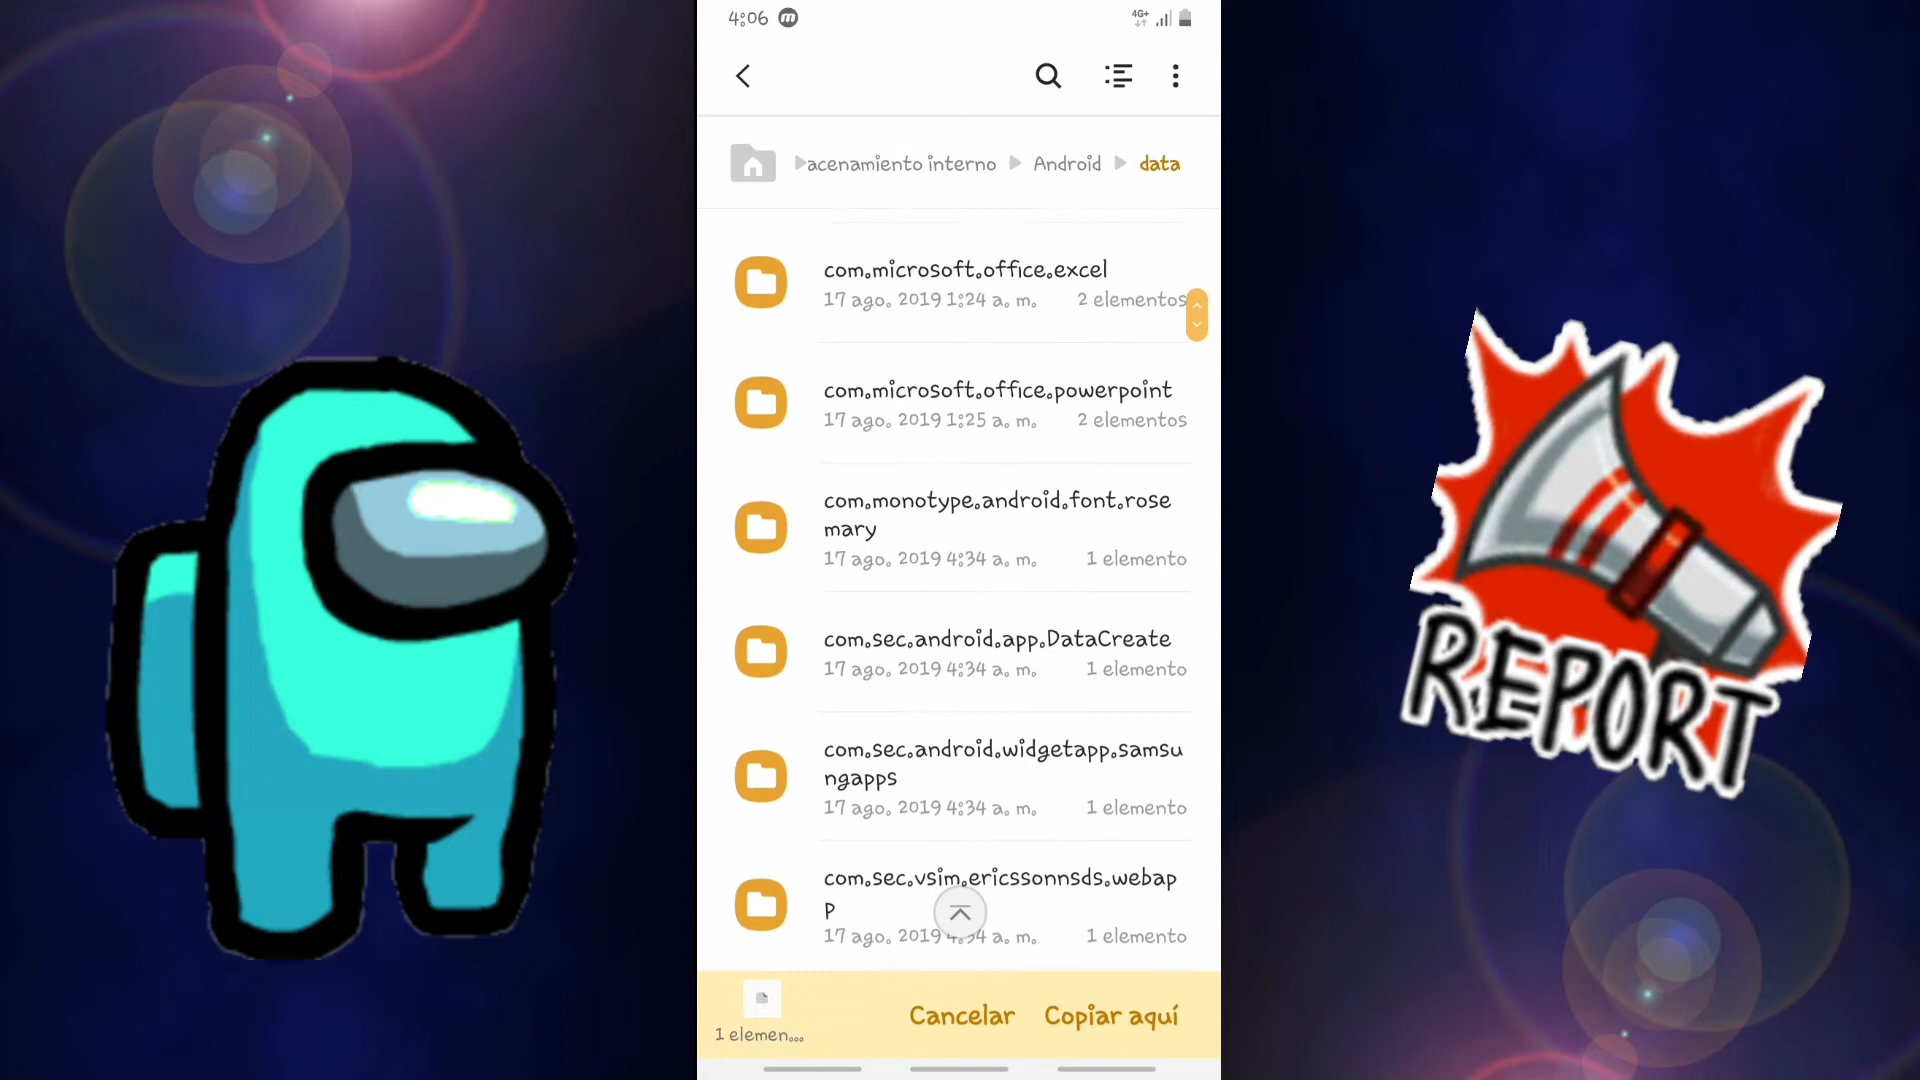 4:06
4G+
acenamiento interno Android data
com.microsoft.office.excel
17 ago. 2019 1:24 a. m. 2 elementos
com.microsoft.office.powerpoint
17 ago. 2019 1:25 a. m. 2 elementos
com.monotype.android.font.rose
mary
17 ago. 2019 4:34 a. m. 1 elemento
com.sec.android.app.DataCreate
17 ago. 2019 4:34 a. m. 1 elemento
com.sec.android.widgetapp.samsu
ngapps
17 ago. 2019 4:34 a. m. 1 elemento
com.sec.vsim.ericssonnsds.webap
p
17 ago. 2019 4:34 a. m. 1 elemento
1 elemen...
Cancelar Copiar aquí
REPORT